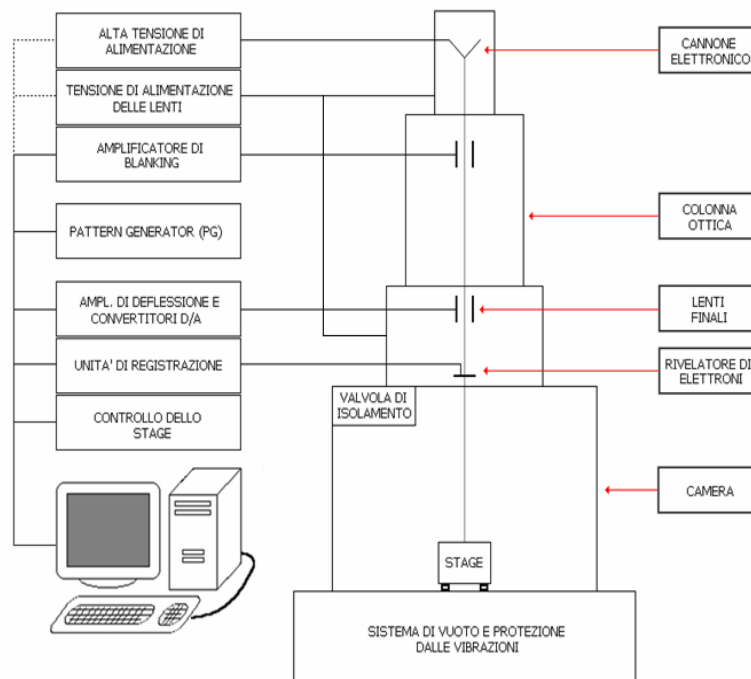 ALTA TENSIONE DI
ALIMENTAZIONE
TENSIONE DI ALIMENTAZIONE
DELLE LENTI
AMPLIFICATORE DI
BLANKING
PATTERN GENERATOR (PG)
AMPL. DI DEFLESSIONE E
CONVERTITORI D/A
UNITA' DI REGISTRAZIONE
CONTROLLO DELLO
STAGE
CANNONE
ELETTRONICO
COLONNA
OTTICA
LENTI
FINALI
RIVELATORE DI
ELETTRONI
VALVOLA DI
ISOLAMENTO
CAMERA
STAGE
SISTEMA DI VUOTO E PROTEZIONE
DALLE VIBRAZIONI